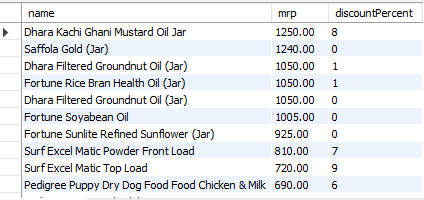 name mrp discountPercent
Dhara Kachi Ghani Mustard Oil Jar 1250.00 8
Saffola Gold (Jar) 1240.00 0
Dhara Filtered Groundnut Oil (Jar) 1050.00 1
Fortune Rice Bran Health Oil (Jar) 1050.00 1
Dhara Filtered Groundnut Oil (Jar) 1050.00 0
Fortune Soyabean Oil 1005.00 0
Fortune Sunlite Refined Sunflower (Jar) 925.00 0
Surf Excel Matic Powder Front Load 810.00 7
Surf Excel Matic Top Load 720.00 9
Pedigree Puppy Dry Dog Food Food Chicken & Milk 690.00 6